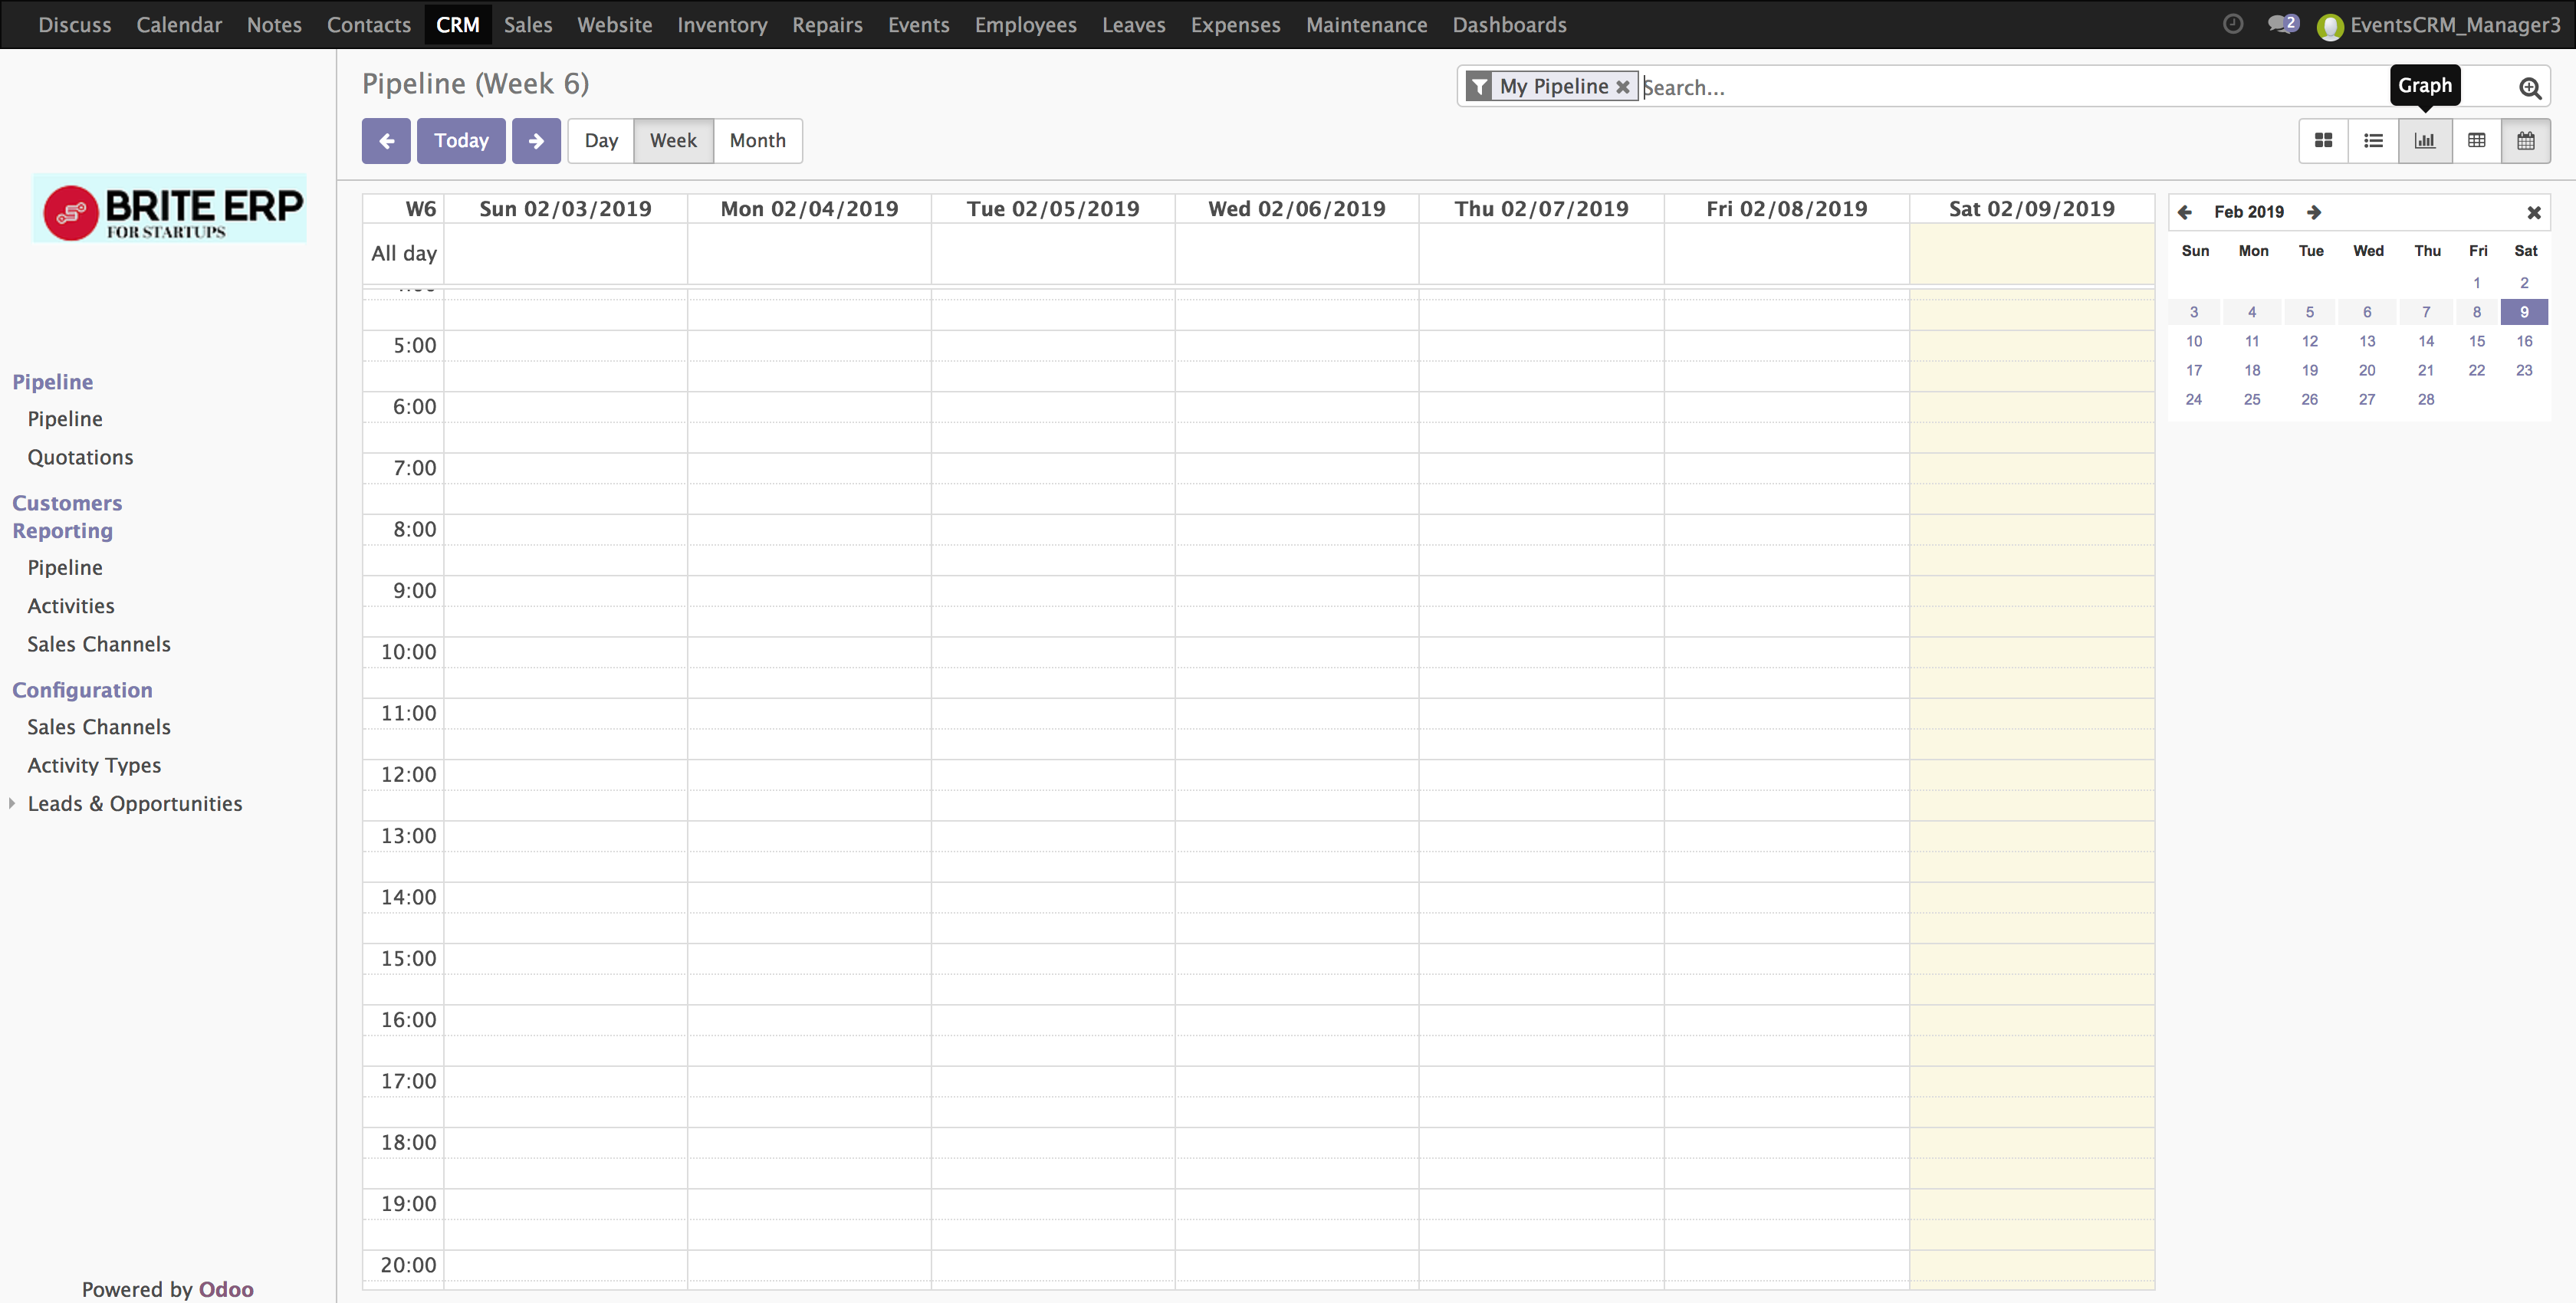 Discuss Calendar Notes Contacts CRM Sales Website Inventory Repairs Events Employees Leaves Expenses Maintenance Dashboards 2 EventsCRM_Manager3
Pipeline (Week 6)
My Pipeline Search... Graph
Today Day Week Month
BRITE ERP
FOR STARTUPS
Pipeline
Pipeline
Quotations
Customers
Reporting
Pipeline
Activities
Sales Channels
Configuration
Sales Channels
Activity Types
Leads & Opportunities
Powered by Odoo
W6 Sun 02/03/2019 Mon 02/04/2019 Tue 02/05/2019 Wed 02/06/2019 Thu 02/07/2019 Fri 02/08/2019 Sat 02/09/2019
All day
5:00
6:00
7:00
8:00
9:00
10:00
11:00
12:00
13:00
14:00
15:00
16:00
17:00
18:00
19:00
20:00
Feb 2019
Sun Mon Tue Wed Thu Fri Sat
1 2
3 4 5 6 7 8 9
10 11 12 13 14 15 16
17 18 19 20 21 22 23
24 25 26 27 28